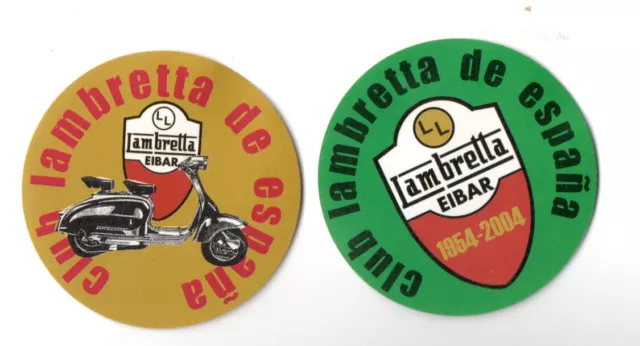 club lambretta de españa
LL
Lambretta
EIBAR
club lambretta de españa
LL
Lambretta
EIBAR
1954-2004